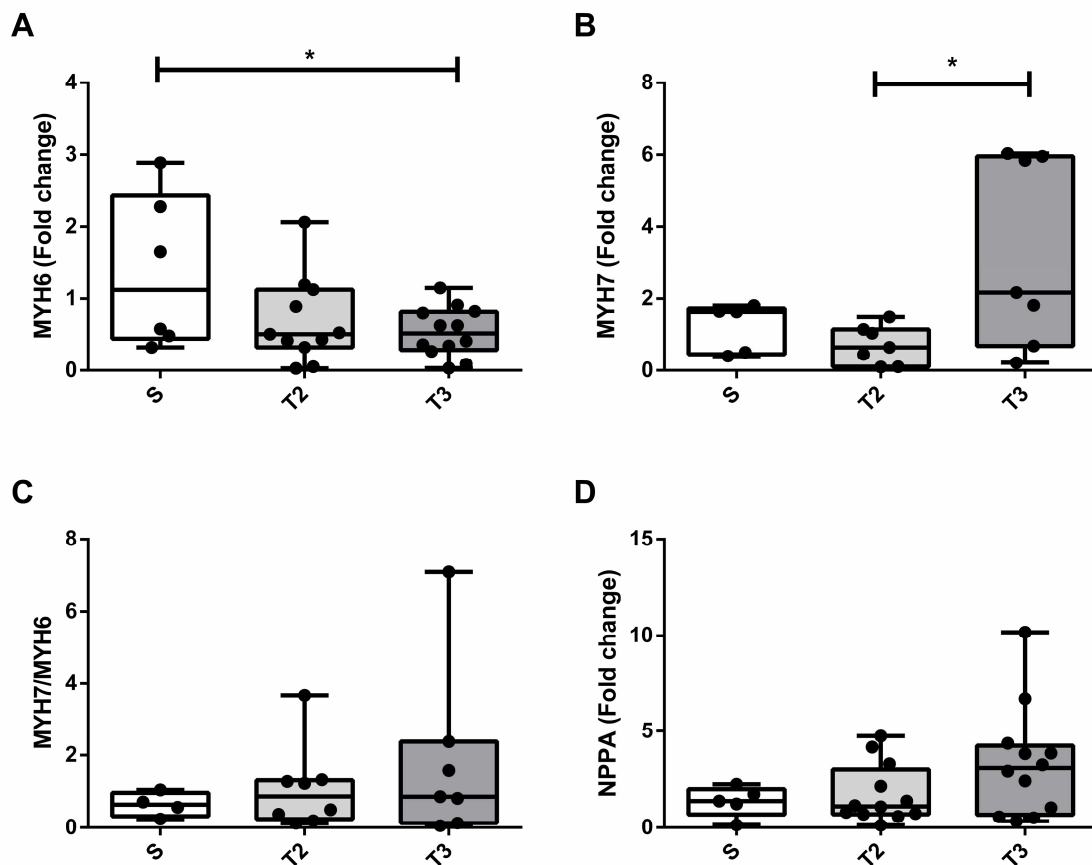 A
*
MYH6 (Fold change)
4
3
2
1
0
S
T2
T3
B
*
MYH7 (Fold change)
8
6
4
2
0
S
T2
T3
C
MYH7/MYH6
8
6
4
2
0
S
T2
T3
D
NPPA (Fold change)
15
10
5
0
S
T2
T3